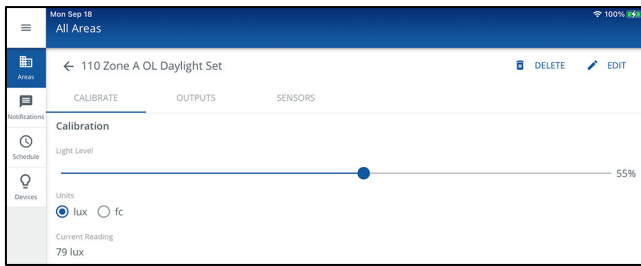 Mon Sep 18
100%
All Areas
Areas
110 Zone A OL Daylight Set
DELETE
EDIT
Notifications
CALIBRATE
OUTPUTS
SENSORS
Calibration
Schedule
Light Level
55%
Devices
Units
lux
fc
Current Reading
79 lux